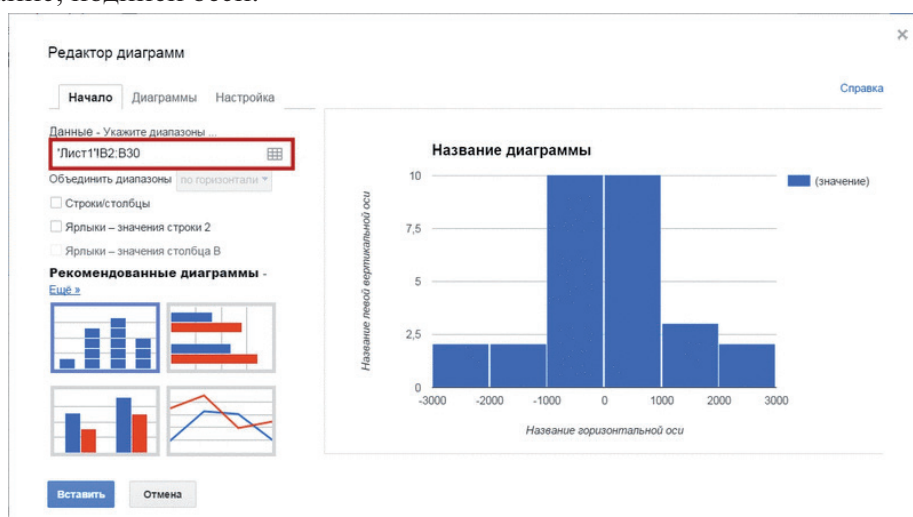 Редактор диаграмм
Начало Диаграммы Настройка
Справка
Данные - Укажите диапазоны ...
'Лист1'!B2:B30
Объединить диапазоны по горизонтали
Строки/столбцы
Ярлыки – значения строки 2
Ярлыки – значения столбца B
Рекомендованные диаграммы -
Ещё »
Вставить Отмена
Название диаграммы
(значение)
Название левой вертикальной оси
10
7,5
5
2,5
0
-3000 -2000 -1000 0 1000 2000 3000
Название горизонтальной оси